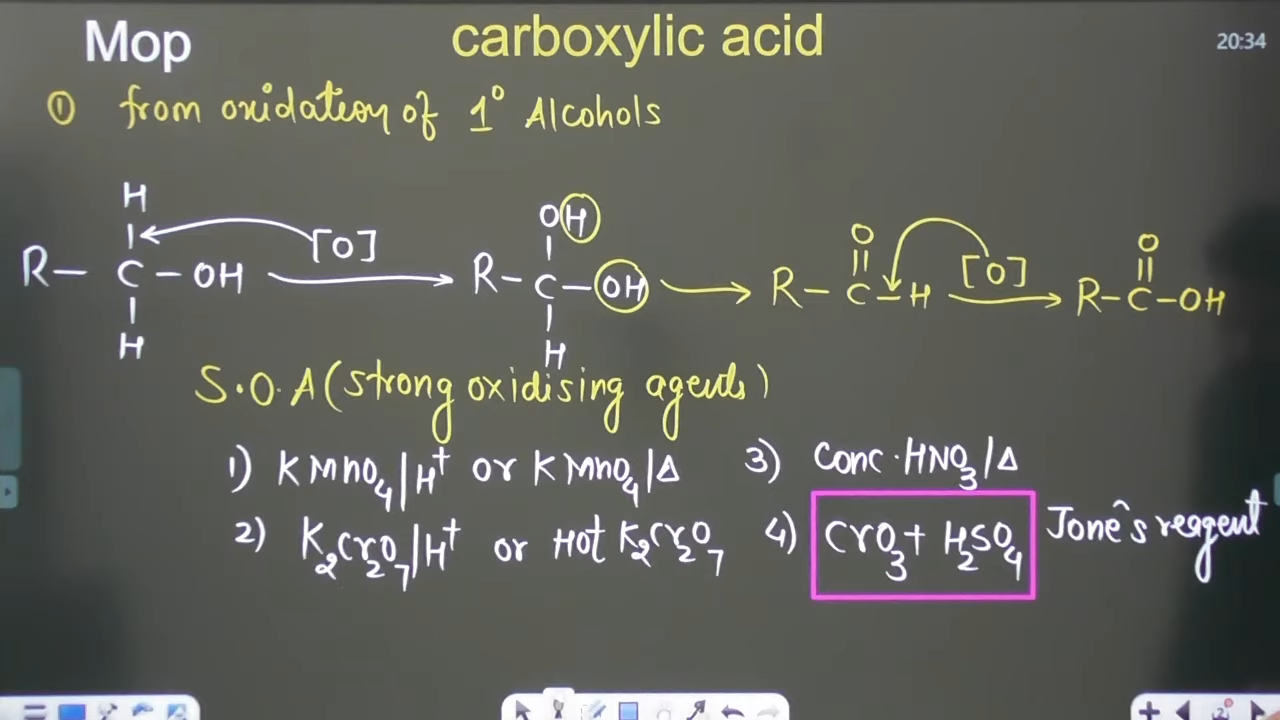 Mop
carboxylic acid
20:34
① from oxidation of 1° Alcohols
H
R—C—OH
H
[O]
OH
R—C—OH
H
O
R—C—H
[O]
O
R—C—OH
S.O.A (strong oxidising agents)
1) KMnO4/H+ or KMnO4/Δ
3) Conc. HNO3/Δ
2) K2Cr2O7/H+ or Hot K2Cr2O7
4) CrO3 + H2SO4 Jone's reagent